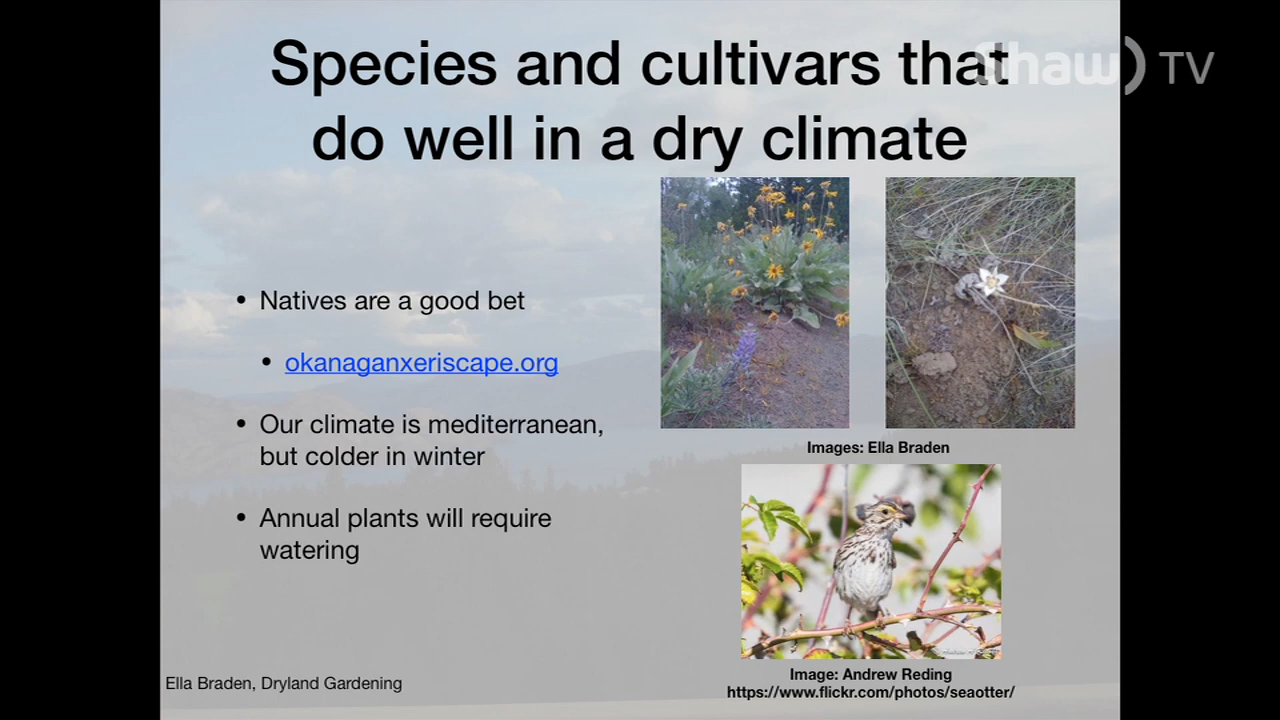 Species and cultivars that
do well in a dry climate
Shaw) TV
• Natives are a good bet
• okanaganxeriscape.org
• Our climate is mediterranean,
but colder in winter
• Annual plants will require
watering
Images: Ella Braden
Image: Andrew Reding
https://www.flickr.com/photos/seaotter/
Ella Braden, Dryland Gardening